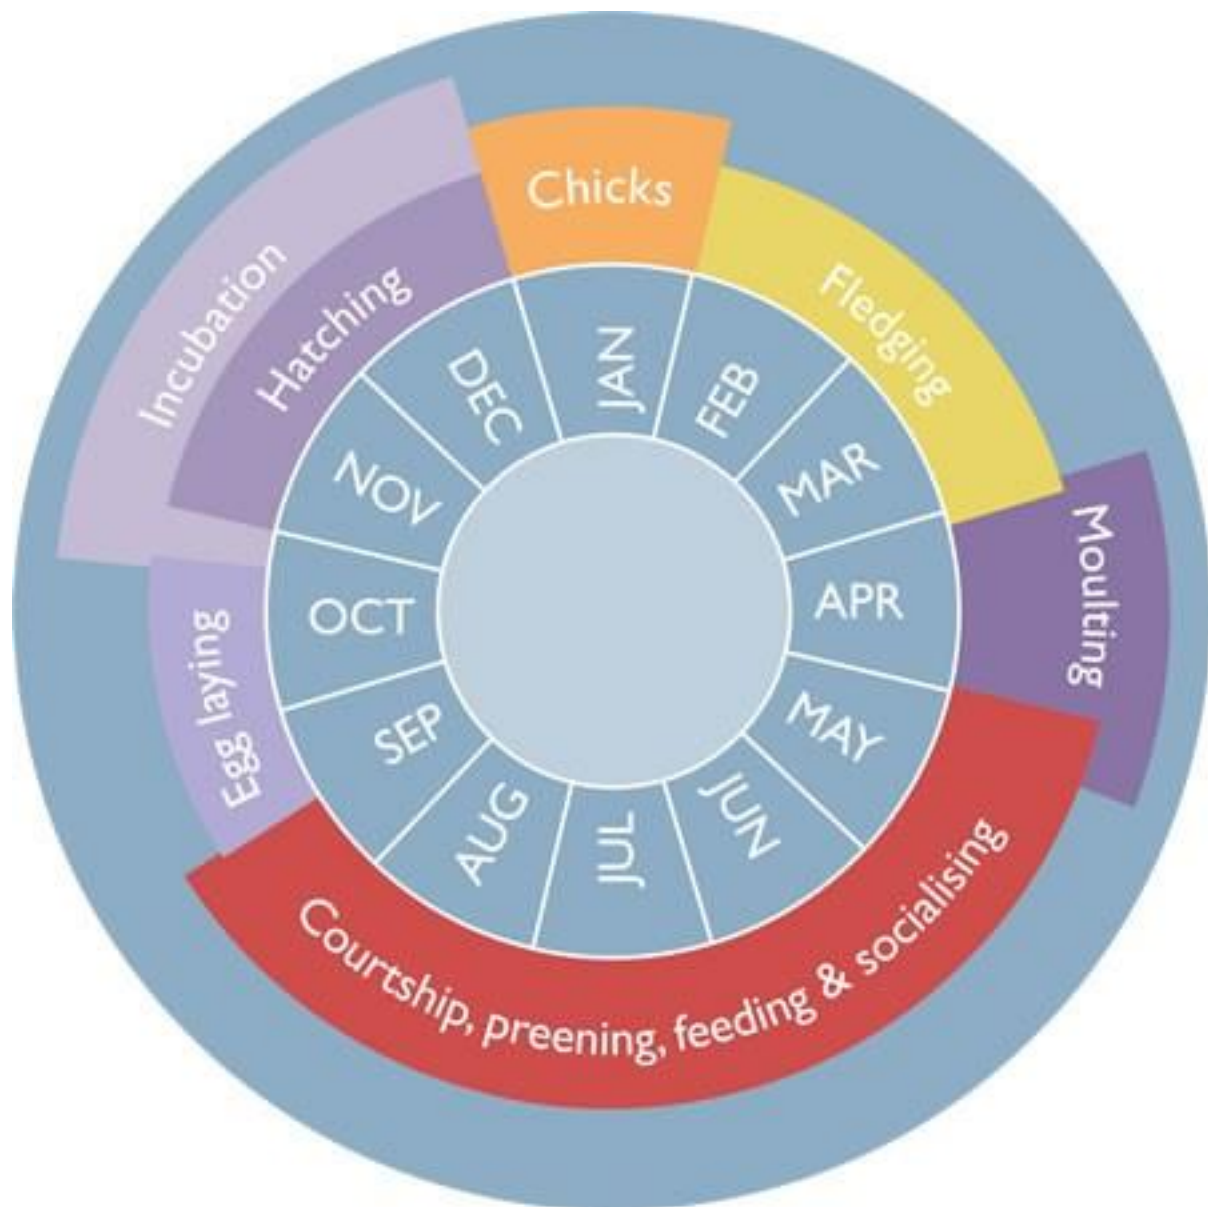 Chicks
Fledging
Moulting
Courtship, preening, feeding & socialising
Egg laying
Incubation
Hatching
JAN
FEB
MAR
APR
MAY
JUN
JUL
AUG
SEP
OCT
NOV
DEC